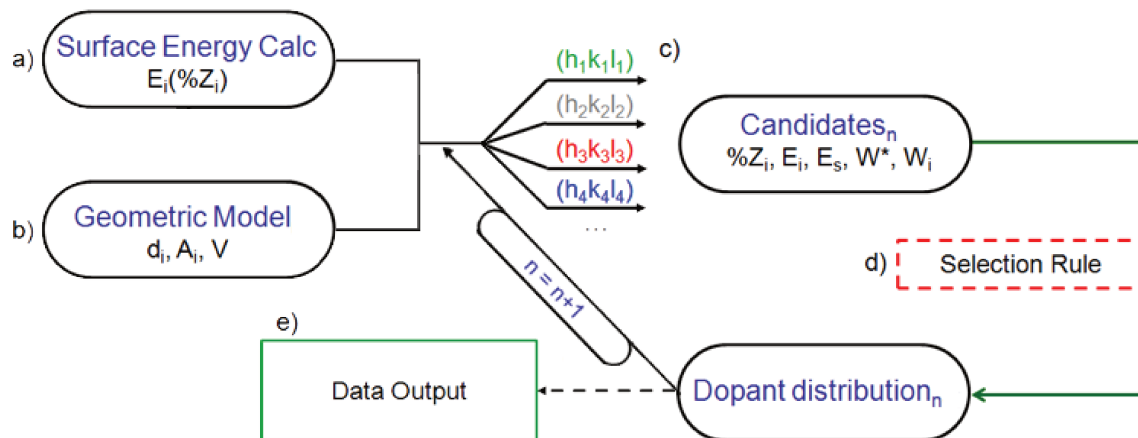 a)
Surface Energy Calc
Eᵢ(%Zᵢ)
b)
Geometric Model
dᵢ, Aᵢ, V
(h₁k₁l₁)
(h₂k₂l₂)
(h₃k₃l₃)
(h₄k₄l₄)
...
c)
Candidatesₙ
%Zᵢ, Eᵢ, Eₛ, W*, Wᵢ
d)
Selection Rule
n = n+1
e)
Data Output
Dopant distributionₙ